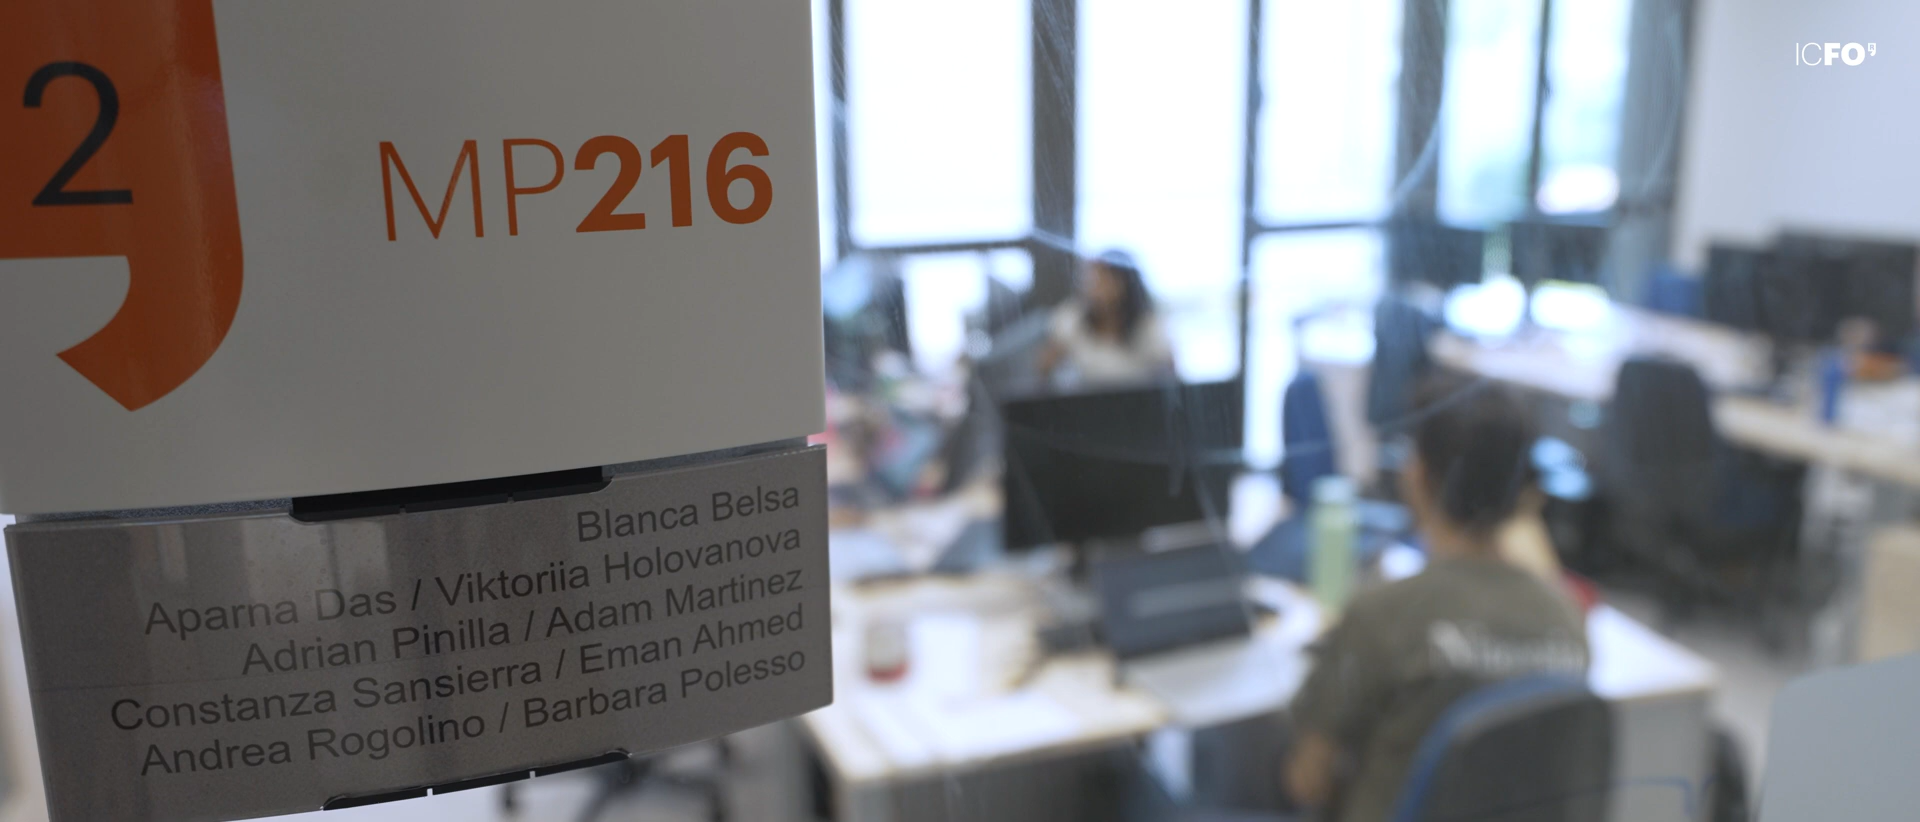 ICFO
2
MP216
Blanca Belsa
Aparna Das / Viktoriia Holovanova
Adrian Pinilla / Adam Martinez
Constanza Sansierra / Eman Ahmed
Andrea Rogolino / Barbara Polesso